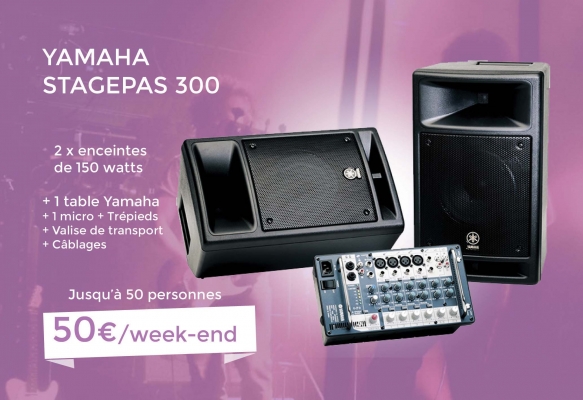 YAMAHA
STAGEPAS 300
2 x enceintes
de 150 watts
+ 1 table Yamaha
+ 1 micro + Trépieds
+ Valise de transport
+ Câblages
Jusqu'à 50 personnes
50€/week-end
YAMAHA